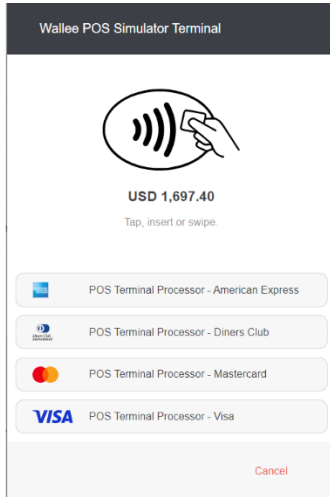 Wallee POS Simulator Terminal
USD 1,697.40
Tap, insert or swipe.
POS Terminal Processor - American Express
POS Terminal Processor - Diners Club
POS Terminal Processor - Mastercard
VISA POS Terminal Processor - Visa
Cancel